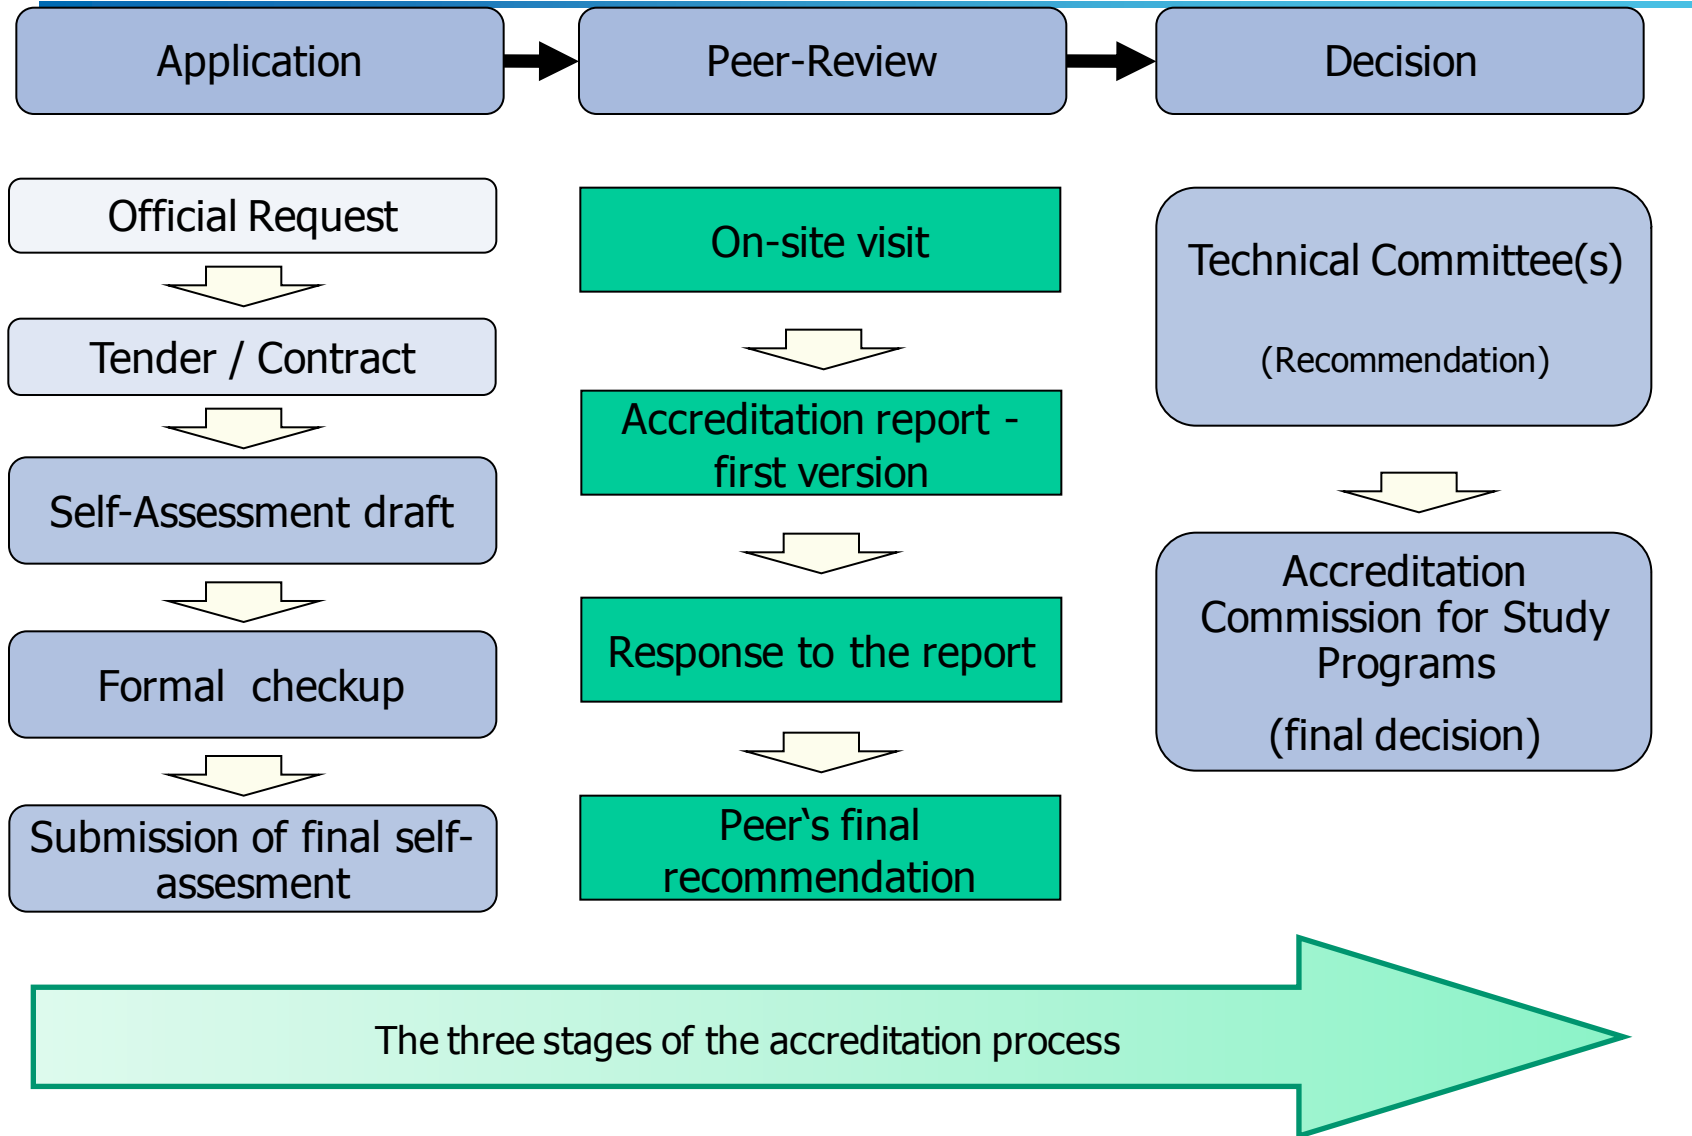 Application
Peer-Review
Decision
Official Request
Tender / Contract
Self-Assessment draft
Formal checkup
Submission of final self-
assesment
On-site visit
Accreditation report -
first version
Response to the report
Peer‘s final
recommendation
Technical Committee(s)
(Recommendation)
Accreditation
Commission for Study
Programs
(final decision)
The three stages of the accreditation process